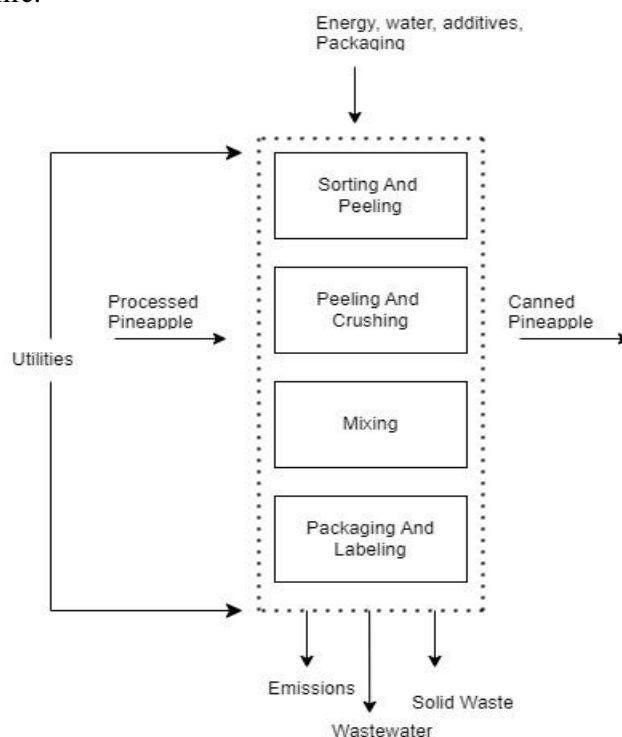 Energy, water, additives,
Packaging
Sorting And
Peeling
Processed
Pineapple
Peeling And
Crushing
Canned
Pineapple
Utilities
Mixing
Packaging And
Labeling
Emissions
Solid Waste
Wastewater